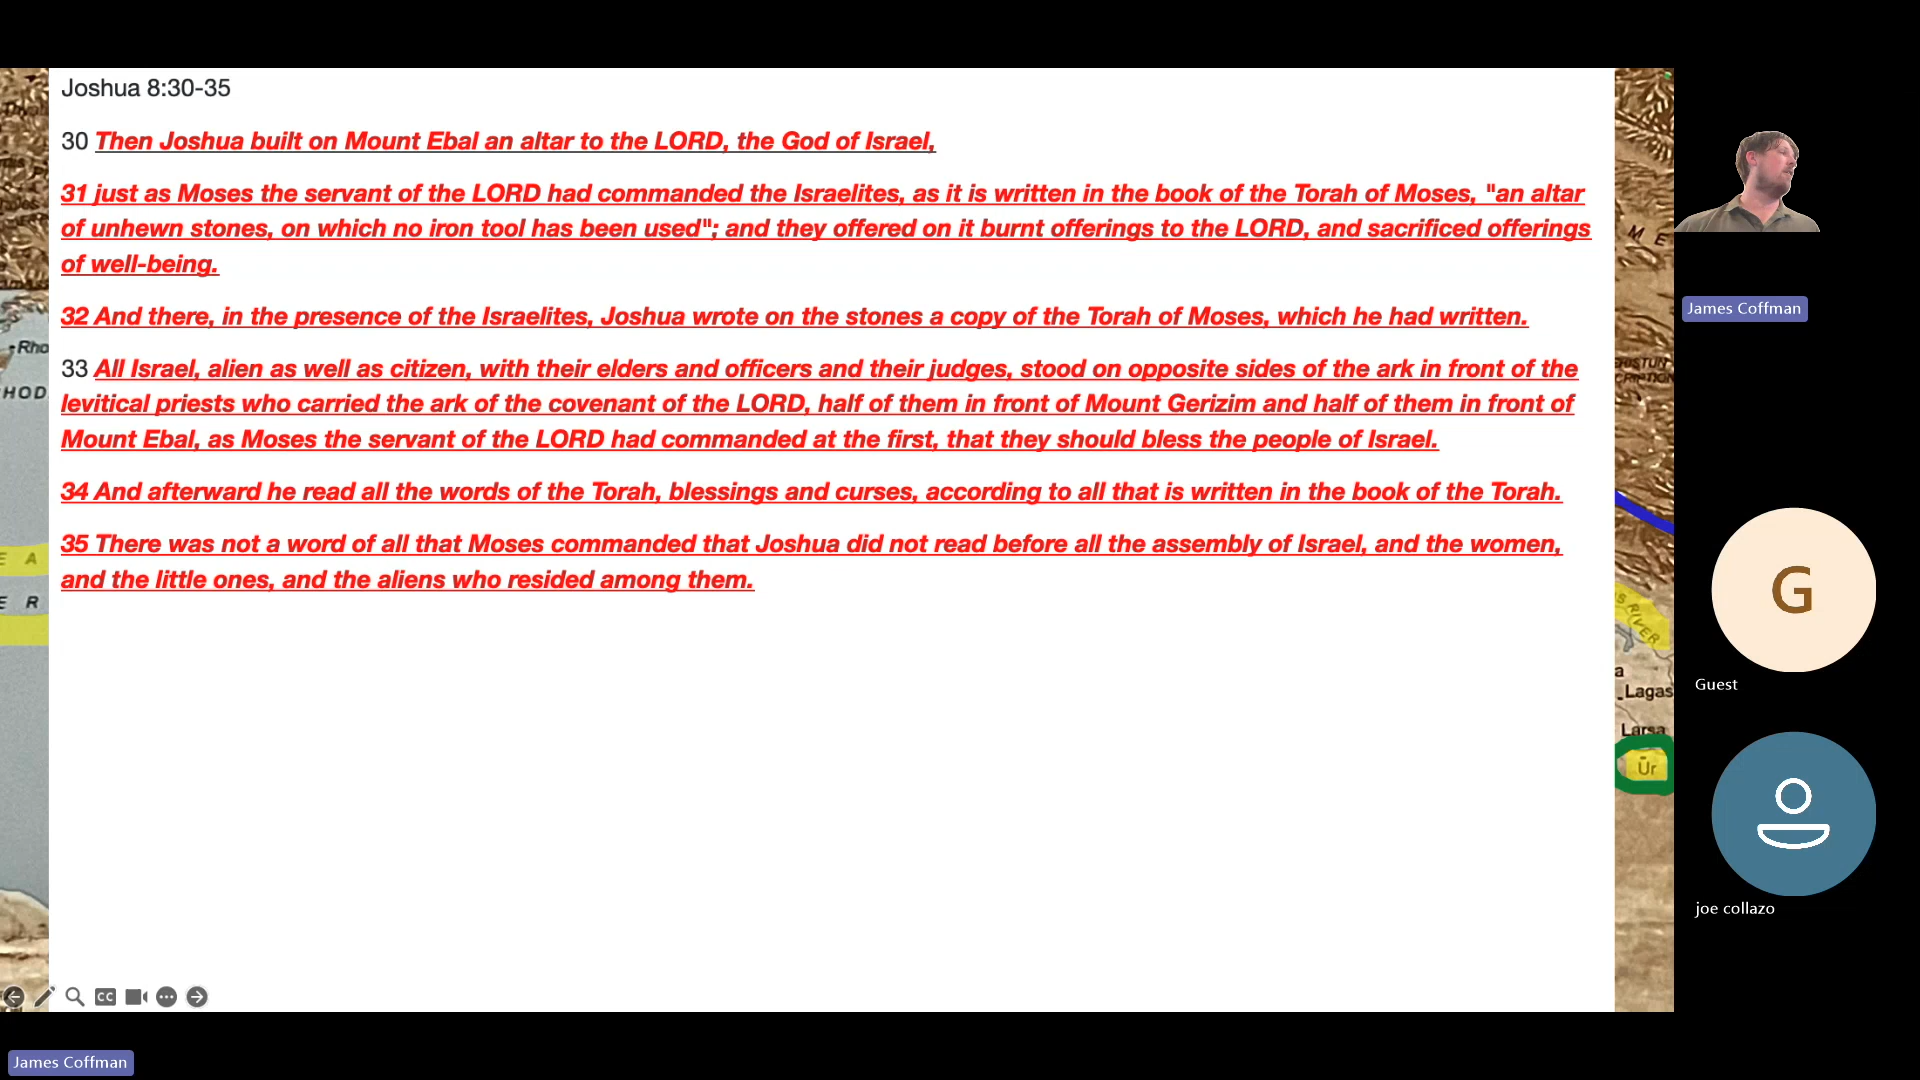 Joshua 8:30-35
30 Then Joshua built on Mount Ebal an altar to the LORD, the God of Israel,
31 just as Moses the servant of the LORD had commanded the Israelites, as it is written in the book of the Torah of Moses, "an altar
of unhewn stones, on which no iron tool has been used"; and they offered on it burnt offerings to the LORD, and sacrificed offerings
of well-being.
32 And there, in the presence of the Israelites, Joshua wrote on the stones a copy of the Torah of Moses, which he had written.
33 All Israel, alien as well as citizen, with their elders and officers and their judges, stood on opposite sides of the ark in front of the
levitical priests who carried the ark of the covenant of the LORD, half of them in front of Mount Gerizim and half of them in front of
Mount Ebal, as Moses the servant of the LORD had commanded at the first, that they should bless the people of Israel.
34 And afterward he read all the words of the Torah, blessings and curses, according to all that is written in the book of the Torah.
35 There was not a word of all that Moses commanded that Joshua did not read before all the assembly of Israel, and the women,
and the little ones, and the aliens who resided among them.
Rho
HOD
E A
E R
M E
S RIVER
a
Lagas
Larsa
Ūr
CC
James Coffman
G
Guest
joe collazo
James Coffman